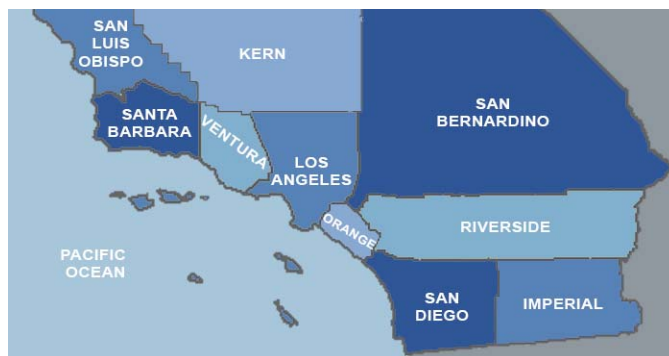 SAN
LUIS
OBISPO
KERN
SANTA
BARBARA
VENTURA
LOS
ANGELES
SAN
BERNARDINO
ORANGE
RIVERSIDE
PACIFIC
OCEAN
SAN
DIEGO
IMPERIAL